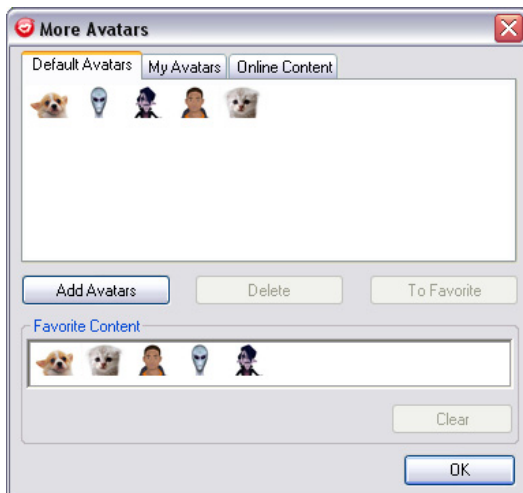 More Avatars
Default Avatars My Avatars Online Content
Add Avatars Delete To Favorite
Favorite Content
Clear
OK